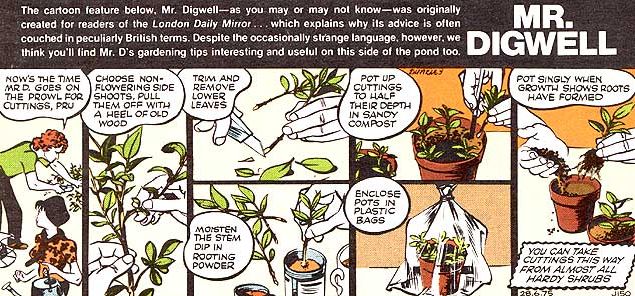 The cartoon feature below, Mr. Digwell—as you may or may not know—was originally
created for readers of the London Daily Mirror . . . which explains why its advice is often
couched in peculiarly British terms. Despite the occasionally strange language, however, we
think you'll find Mr. D's gardening tips interesting and useful on this side of the pond too.
MR.
DIGWELL
NOW'S THE TIME
MR D. GOES ON
THE PROWL FOR
CUTTINGS, PRU
CHOOSE NON-
FLOWERING SIDE
SHOOTS, PULL
THEM OFF WITH
A HEEL OF OLD
WOOD
TRIM AND
REMOVE
LOWER
LEAVES
MOISTEN
THE STEM
DIP IN
ROOTING
POWDER
POT UP
CUTTINGS
TO HALF
THEIR DEPTH
IN SANDY
COMPOST
ENCLOSE
POTS IN
PLASTIC
BAGS
POT SINGLY WHEN
GROWTH SHOWS ROOTS
HAVE FORMED
YOU CAN TAKE
CUTTINGS THIS WAY
FROM ALMOST ALL
HARDY SHRUBS
28.6.75 J150